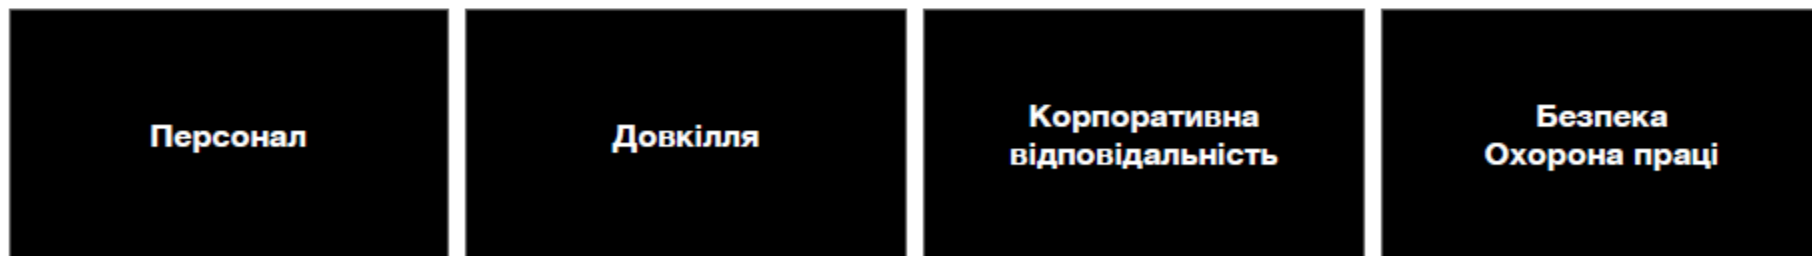 Персонал
Довкілля
Корпоративна
відповідальність
Безпека
Охорона праці